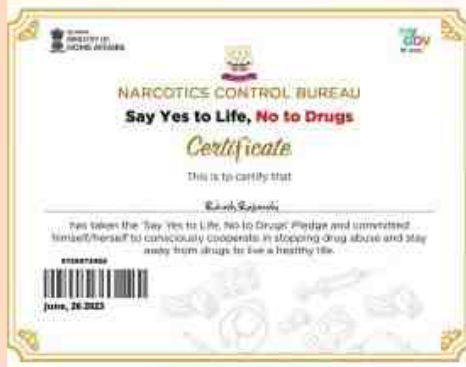 MINISTRY OF
HOME AFFAIRS
GOV
NARCOTICS CONTROL BUREAU
Say Yes to Life, No to Drugs
Certificate
This is to certify that
has taken the 'Say Yes to Life, No to Drugs' Pledge and committed
himself/herself to consciously cooperate in stopping drug abuse and stay
away from drugs to live a healthy life.
June, 26 2023